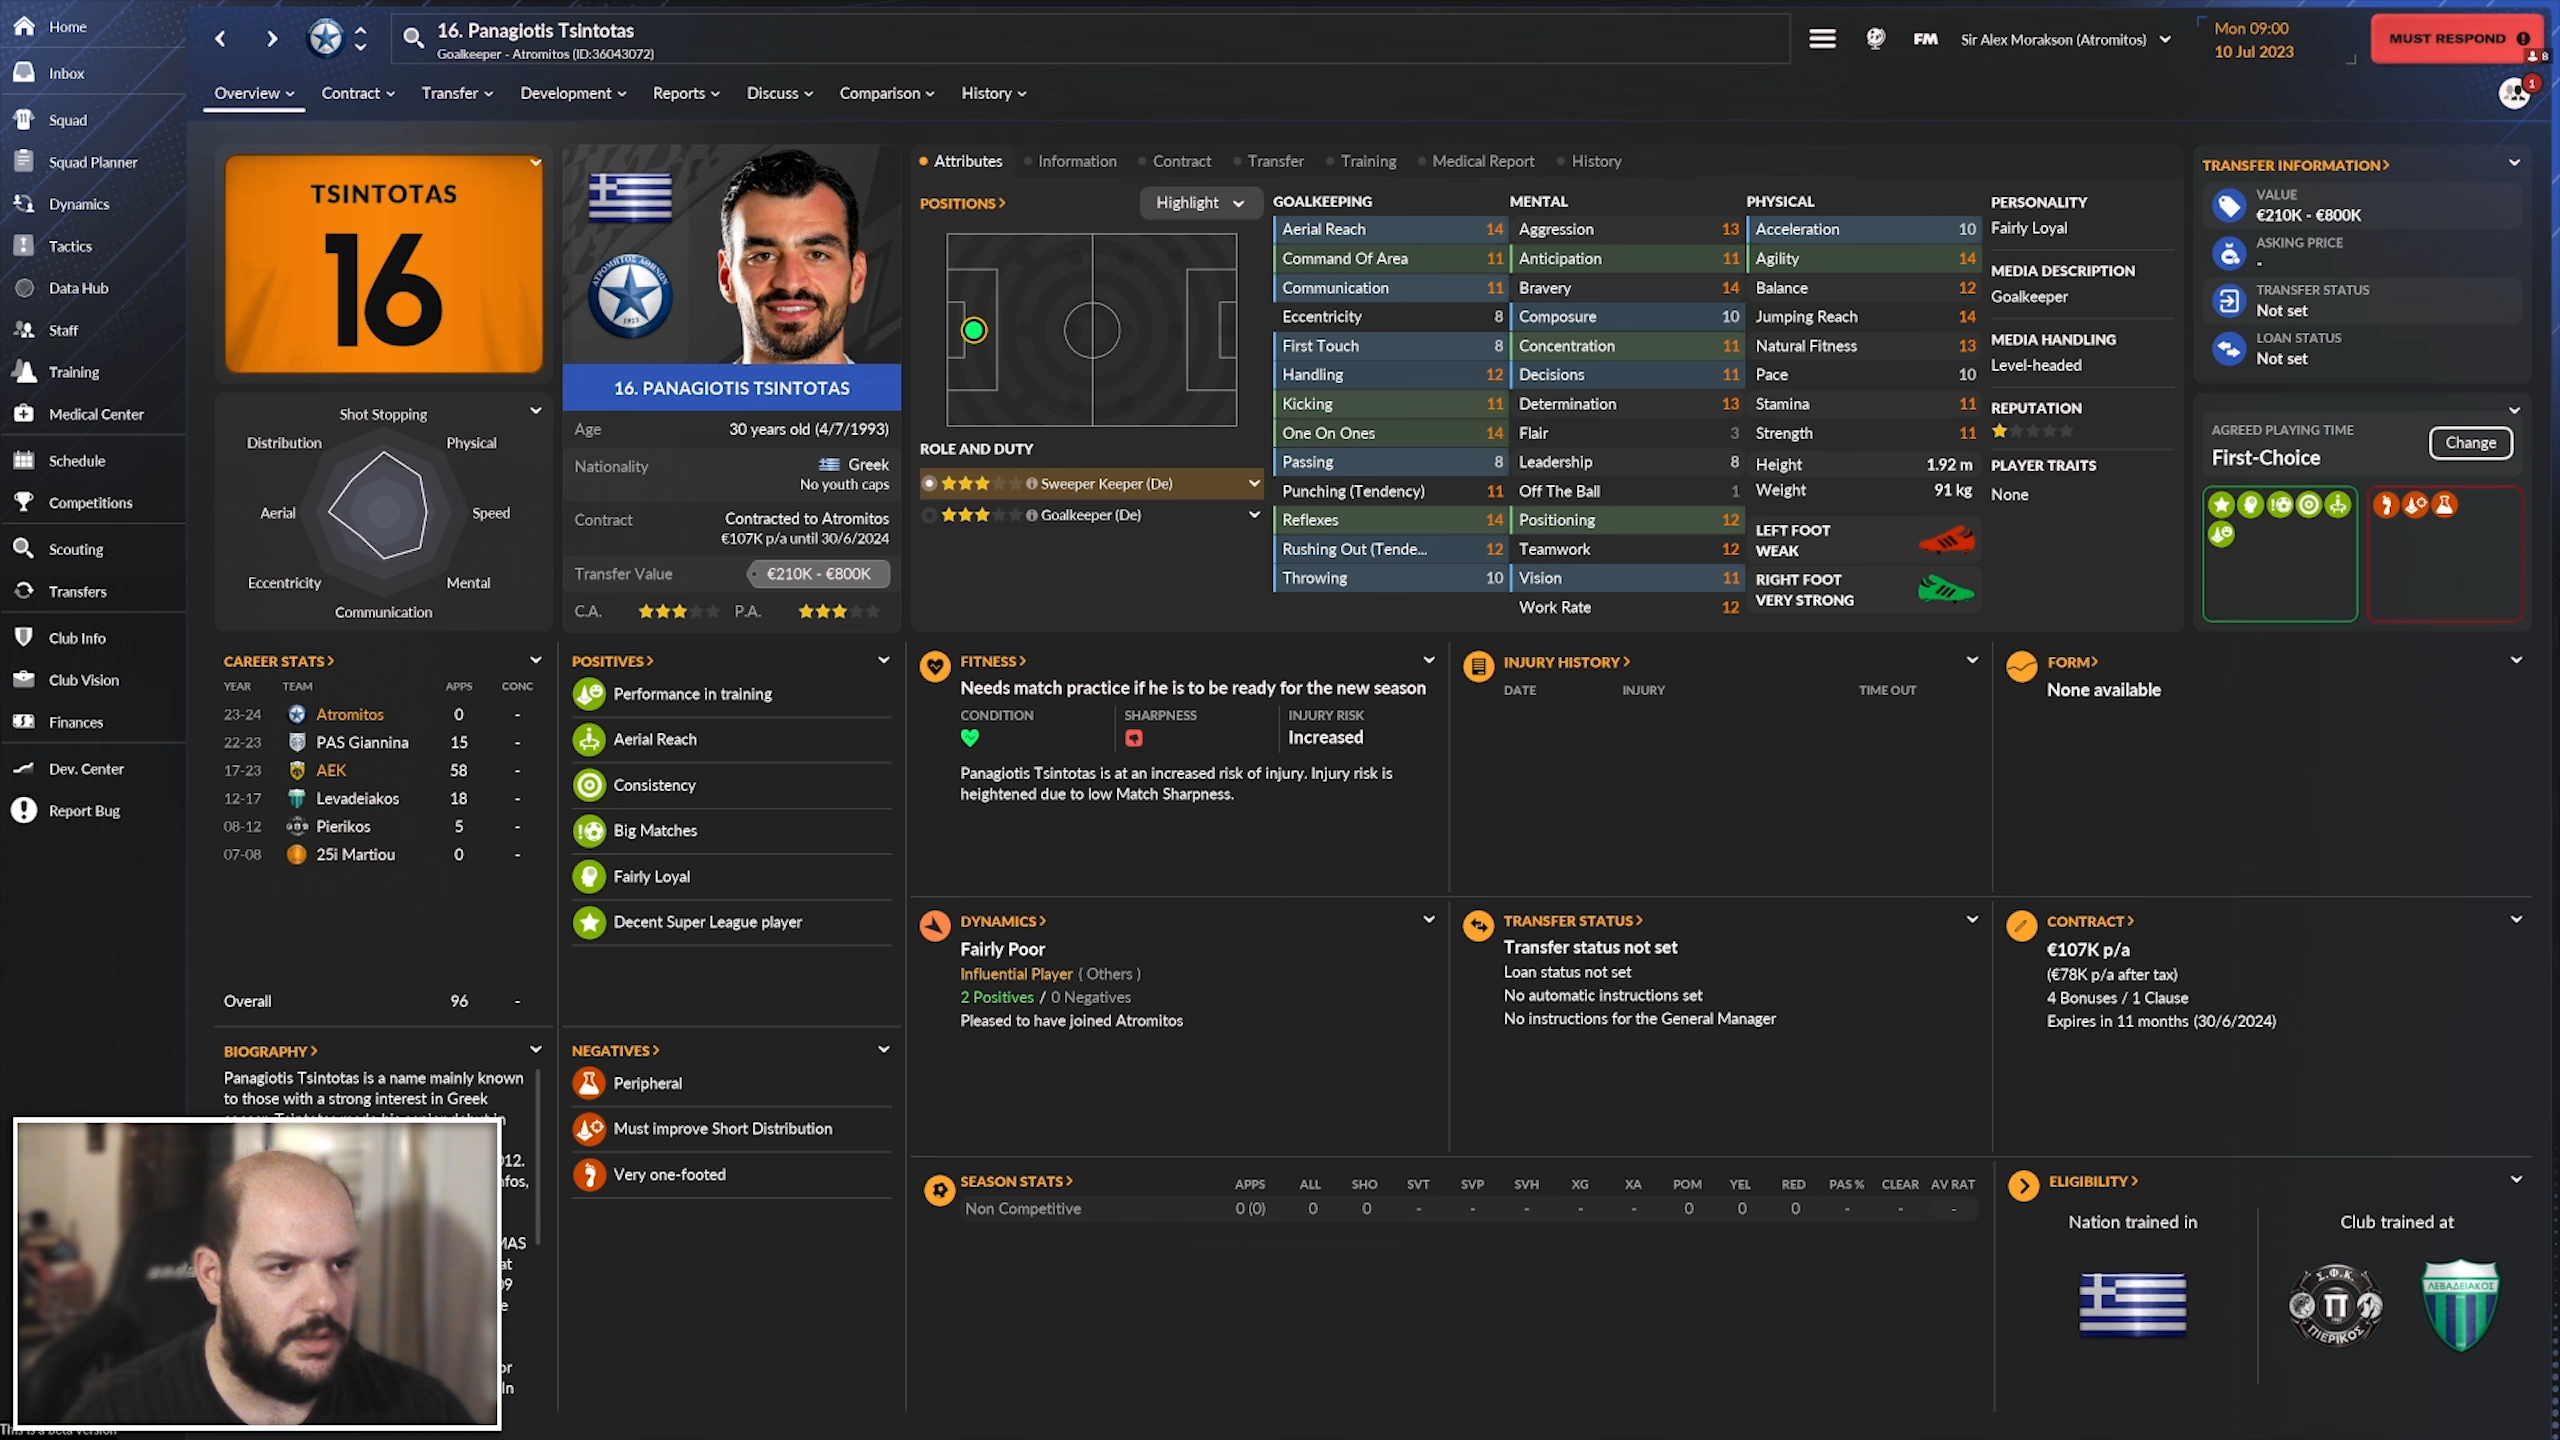 Home
Inbox
Squad
Squad Planner
Dynamics
Tactics
Data Hub
Staff
Training
Medical Center
Schedule
Competitions
Scouting
Transfers
Club Info
Club Vision
Finances
Dev. Center
Report Bug
16. Panagiotis Tsintotas
Goalkeeper - Atromitos (ID:36043072)
FM
Sir Alex Morakson (Atromitos)
Mon 09:00
10 Jul 2023
MUST RESPOND
8
1
Overview
Contract
Transfer
Development
Reports
Discuss
Comparison
History
TSINTOTAS
16
Shot Stopping
Distribution
Physical
Aerial
Speed
Eccentricity
Mental
Communication
ΑΤΡΟΜΗΤΟΣ ΑΘΗΝΩΝ
1923
16. PANAGIOTIS TSINTOTAS
Age 30 years old (4/7/1993)
Nationality Greek
No youth caps
Contract Contracted to Atromitos
€107K p/a until 30/6/2024
Transfer Value €210K - €800K
C.A. P.A.
Attributes
Information
Contract
Transfer
Training
Medical Report
History
POSITIONS>
Highlight
ROLE AND DUTY
Sweeper Keeper (De)
Goalkeeper (De)
GOALKEEPING
Aerial Reach 14
Command Of Area 11
Communication 11
Eccentricity 8
First Touch 8
Handling 12
Kicking 11
One On Ones 14
Passing 8
Punching (Tendency) 11
Reflexes 14
Rushing Out (Tende... 12
Throwing 10
MENTAL
Aggression 13
Anticipation 11
Bravery 14
Composure 10
Concentration 11
Decisions 11
Determination 13
Flair 3
Leadership 8
Off The Ball 1
Positioning 12
Teamwork 12
Vision 11
Work Rate 12
PHYSICAL
Acceleration 10
Agility 14
Balance 12
Jumping Reach 14
Natural Fitness 13
Pace 10
Stamina 11
Strength 11
Height 1.92 m
Weight 91 kg
LEFT FOOT
WEAK
RIGHT FOOT
VERY STRONG
PERSONALITY
Fairly Loyal
MEDIA DESCRIPTION
Goalkeeper
MEDIA HANDLING
Level-headed
REPUTATION
PLAYER TRAITS
None
TRANSFER INFORMATION>
VALUE
€210K - €800K
ASKING PRICE
-
TRANSFER STATUS
Not set
LOAN STATUS
Not set
AGREED PLAYING TIME
First-Choice
Change
CAREER STATS>
YEAR TEAM APPS CONC
23-24 Atromitos 0 -
22-23 PAS Giannina 15 -
17-23 AEK 58 -
12-17 Levadeiakos 18 -
08-12 Pierikos 5 -
07-08 25i Martiou 0 -
Overall 96 -
BIOGRAPHY>
Panagiotis Tsintotas is a name mainly known
to those with a strong interest in Greek
POSITIVES>
Performance in training
Aerial Reach
Consistency
Big Matches
Fairly Loyal
Decent Super League player
NEGATIVES>
Peripheral
Must improve Short Distribution
Very one-footed
FITNESS>
Needs match practice if he is to be ready for the new season
CONDITION SHARPNESS INJURY RISK
Increased
Panagiotis Tsintotas is at an increased risk of injury. Injury risk is
heightened due to low Match Sharpness.
INJURY HISTORY>
DATE INJURY TIME OUT
FORM>
None available
DYNAMICS>
Fairly Poor
Influential Player ( Others )
2 Positives / 0 Negatives
Pleased to have joined Atromitos
TRANSFER STATUS>
Transfer status not set
Loan status not set
No automatic instructions set
No instructions for the General Manager
CONTRACT>
€107K p/a
(€78K p/a after tax)
4 Bonuses / 1 Clause
Expires in 11 months (30/6/2024)
SEASON STATS>
APPS ALL SHO SVT SVP SVH XG XA POM YEL RED PAS % CLEAR AV RAT
Non Competitive 0 (0) 0 0 - - - - - 0 0 0 - - -
ELIGIBILITY>
Nation trained in
Club trained at
Σ.Φ.Κ.
ΠΙΕΡΙΚΟΣ
ΛΕΒΑΔΕΙΑΚΟΣ